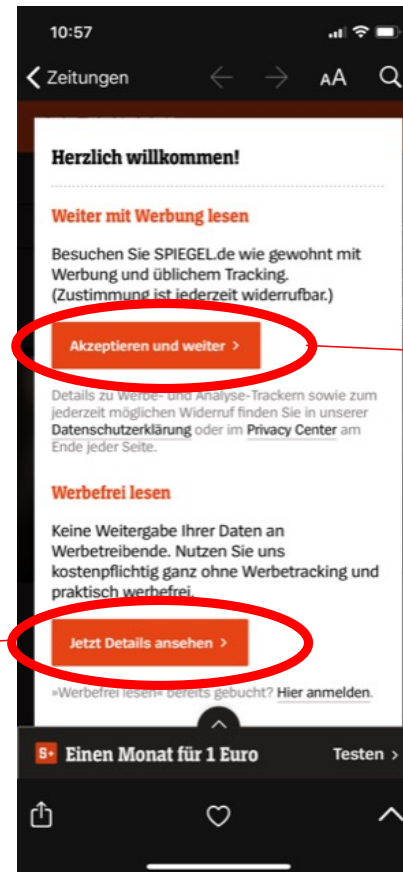 10:57
Zeitungen
AA
Herzlich willkommen!
Weiter mit Werbung lesen
Besuchen Sie SPIEGEL.de wie gewohnt mit
Werbung und üblichem Tracking.
(Zustimmung ist jederzeit widerrufbar.)
Akzeptieren und weiter >
Details zu Werbe- und Analyse-Trackern sowie zum
jederzeit möglichen Widerruf finden Sie in unserer
Datenschutzerklärung oder im Privacy Center am
Ende jeder Seite.
Werbefrei lesen
Keine Weitergabe Ihrer Daten an
Werbetreibende. Nutzen Sie uns
kostenpflichtig ganz ohne Werbetracking und
praktisch werbefrei.
Jetzt Details ansehen >
»Werbefrei lesen« bereits gebucht? Hier anmelden.
S+ Einen Monat für 1 Euro Testen >